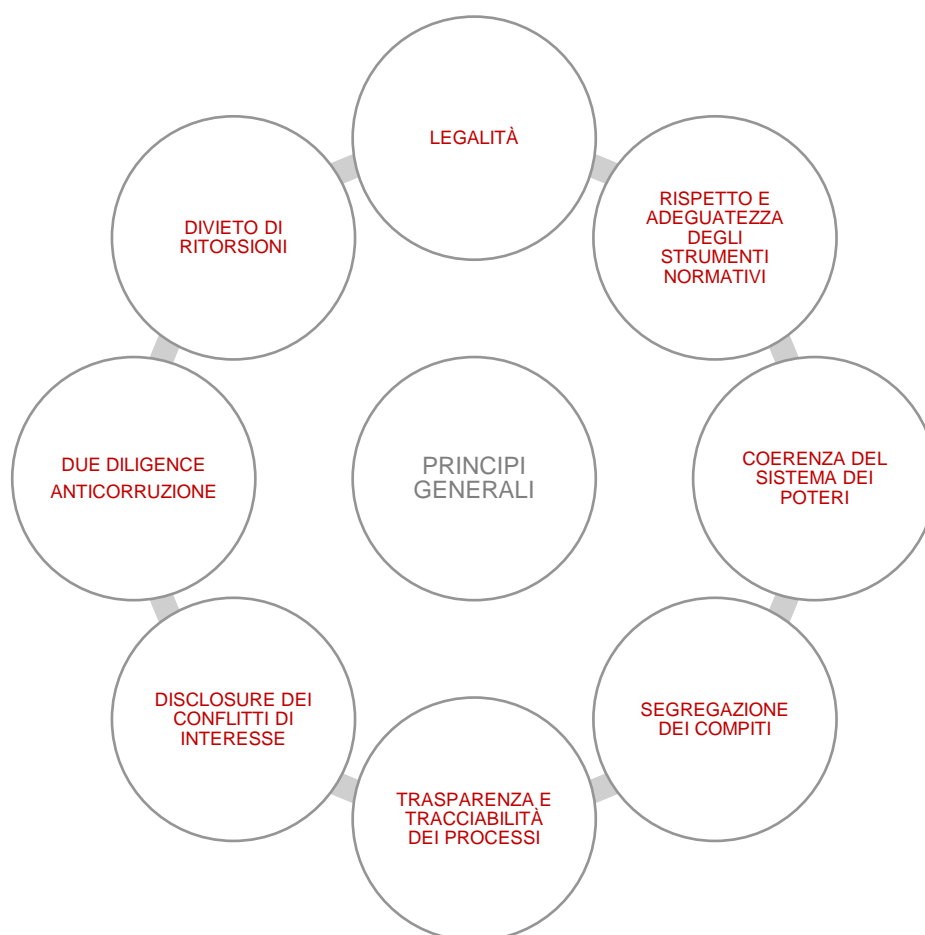 LEGALITÀ
RISPETTO E
ADEGUATEZZA
DEGLI
STRUMENTI
NORMATIVI
COERENZA DEL
SISTEMA DEI
POTERI
SEGREGAZIONE
DEI COMPITI
TRASPARENZA E
TRACCIABILITÀ
DEI PROCESSI
DISCLOSURE DEI
CONFLITTI DI
INTERESSE
DUE DILIGENCE
ANTICORRUZIONE
DIVIETO DI
RITORSIONI
PRINCIPI
GENERALI